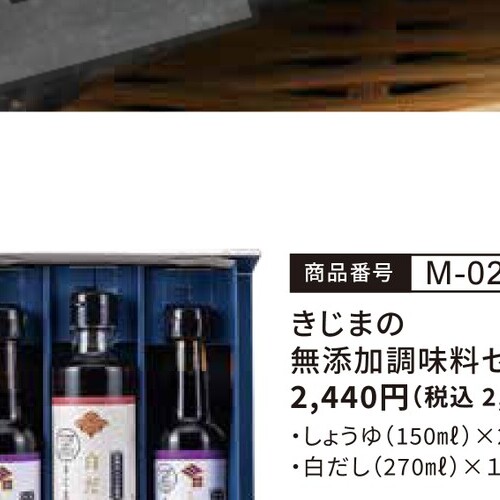 商品番号 M-02
きじまの
無添加調味料セ
2,440円(税込 2,
・しょうゆ(150㎖)×
・白だし(270㎖)×1
白だ